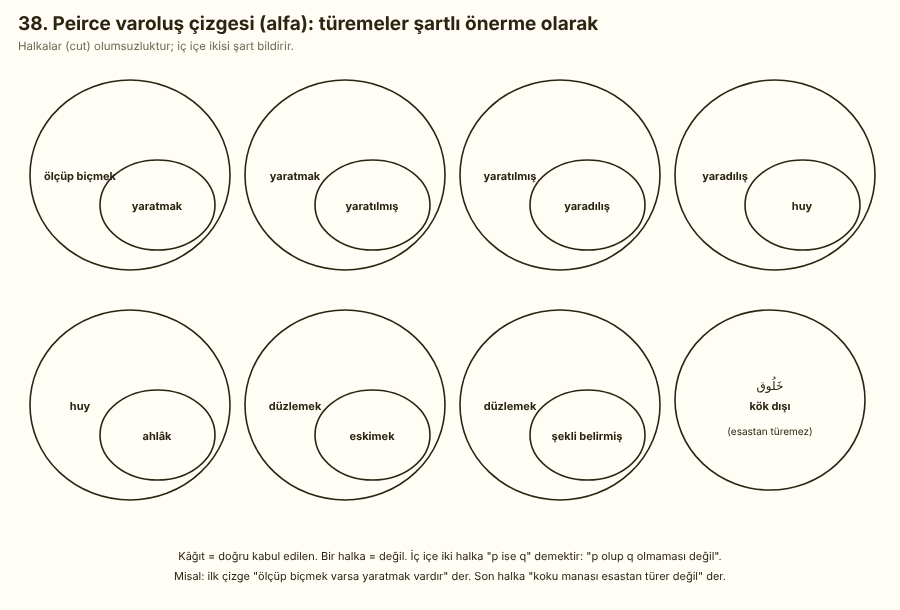 38. Peirce varoluş çizgesi (alfa): türemeler şartlı önerme olarak
Halkalar (cut) olumsuzluktur; iç içe ikisi şart bildirir.
ölçüp biçmek
yaratmak
yaratmak
yaratılmış
yaratılmış
yaradılış
yaradılış
huy
huy
ahlâk
düzlemek
eskimek
düzlemek
şekli belirmiş
خَلُوق
kök dışı
(esastan türemez)
Kâğıt = doğru kabul edilen. Bir halka = değil. İç içe iki halka "p ise q" demektir: "p olup q olmaması değil".
Misal: ilk çizge "ölçüp biçmek varsa yaratmak vardır" der. Son halka "koku manası esastan türer değil" der.